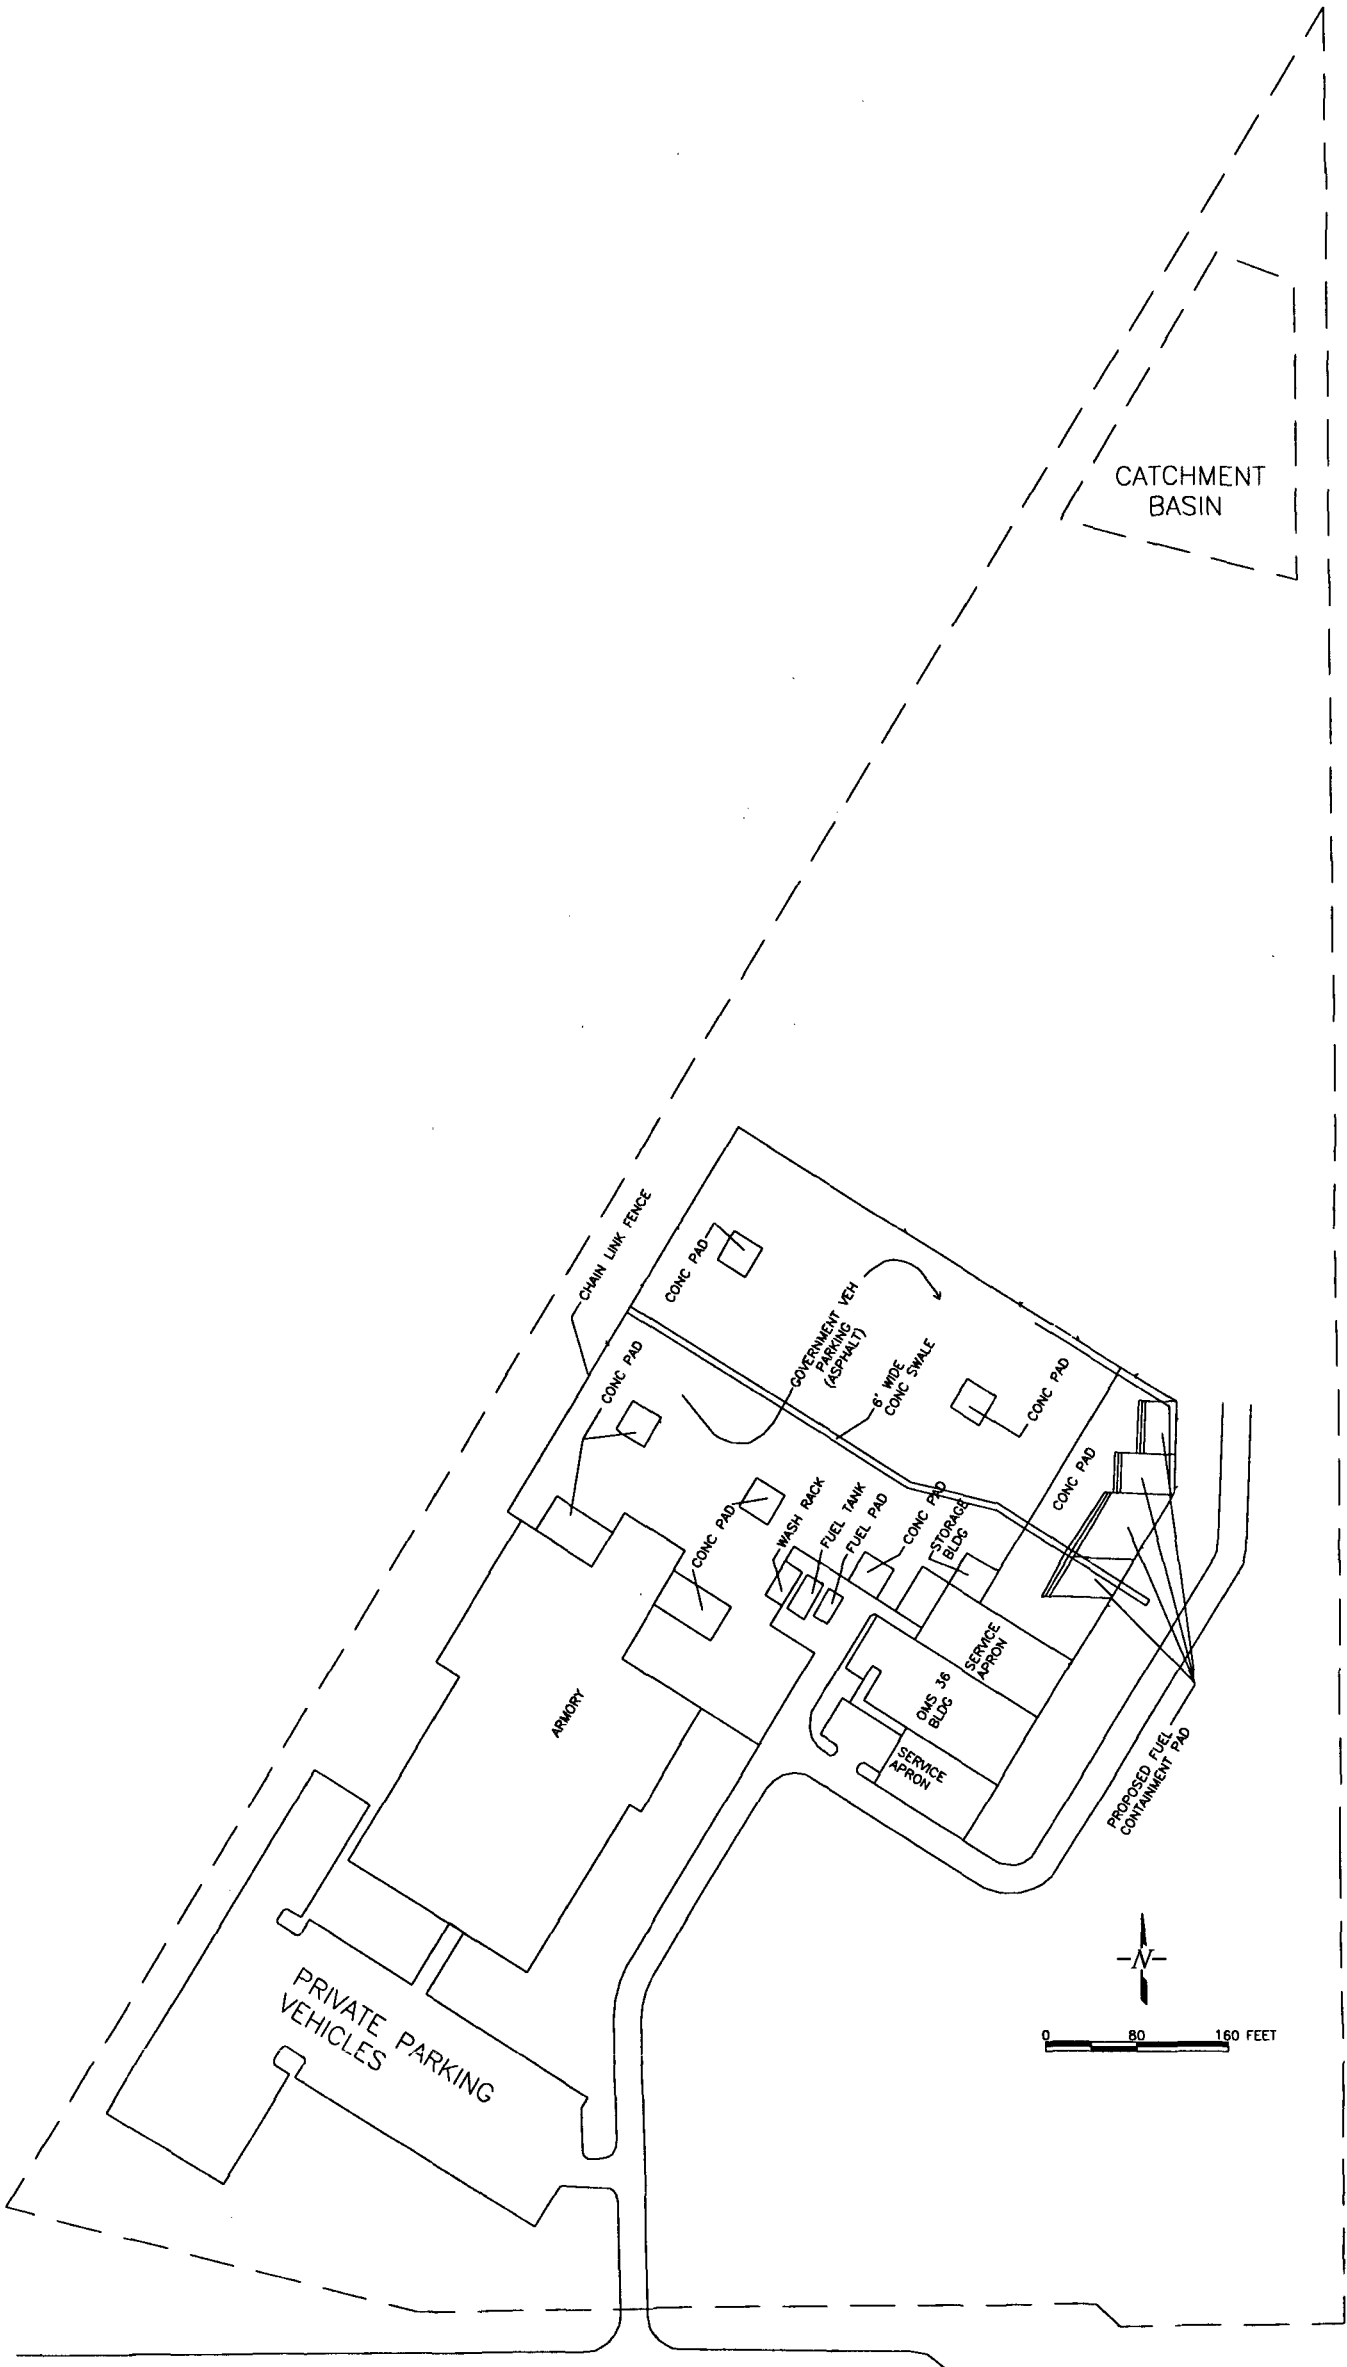 CATCHMENT
BASIN
CHAIN LINK FENCE
CONC PAD
GOVERNMENT VEH
PARKING
(ASPHALT)
6' WIDE
CONC SWALE
CONC PAD
CONC PAD
CONC PAD
CONC PAD
WASH RACK
FUEL TANK
FUEL PAD
CONC PAD
STORAGE
BLDG
CONC PAD
SERVICE
APRON
OMS 36
BLDG
SERVICE
APRON
ARMORY
PROPOSED FUEL
CONTAINMENT PAD
PRIVATE PARKING
VEHICLES
-N-
0 80 160 FEET